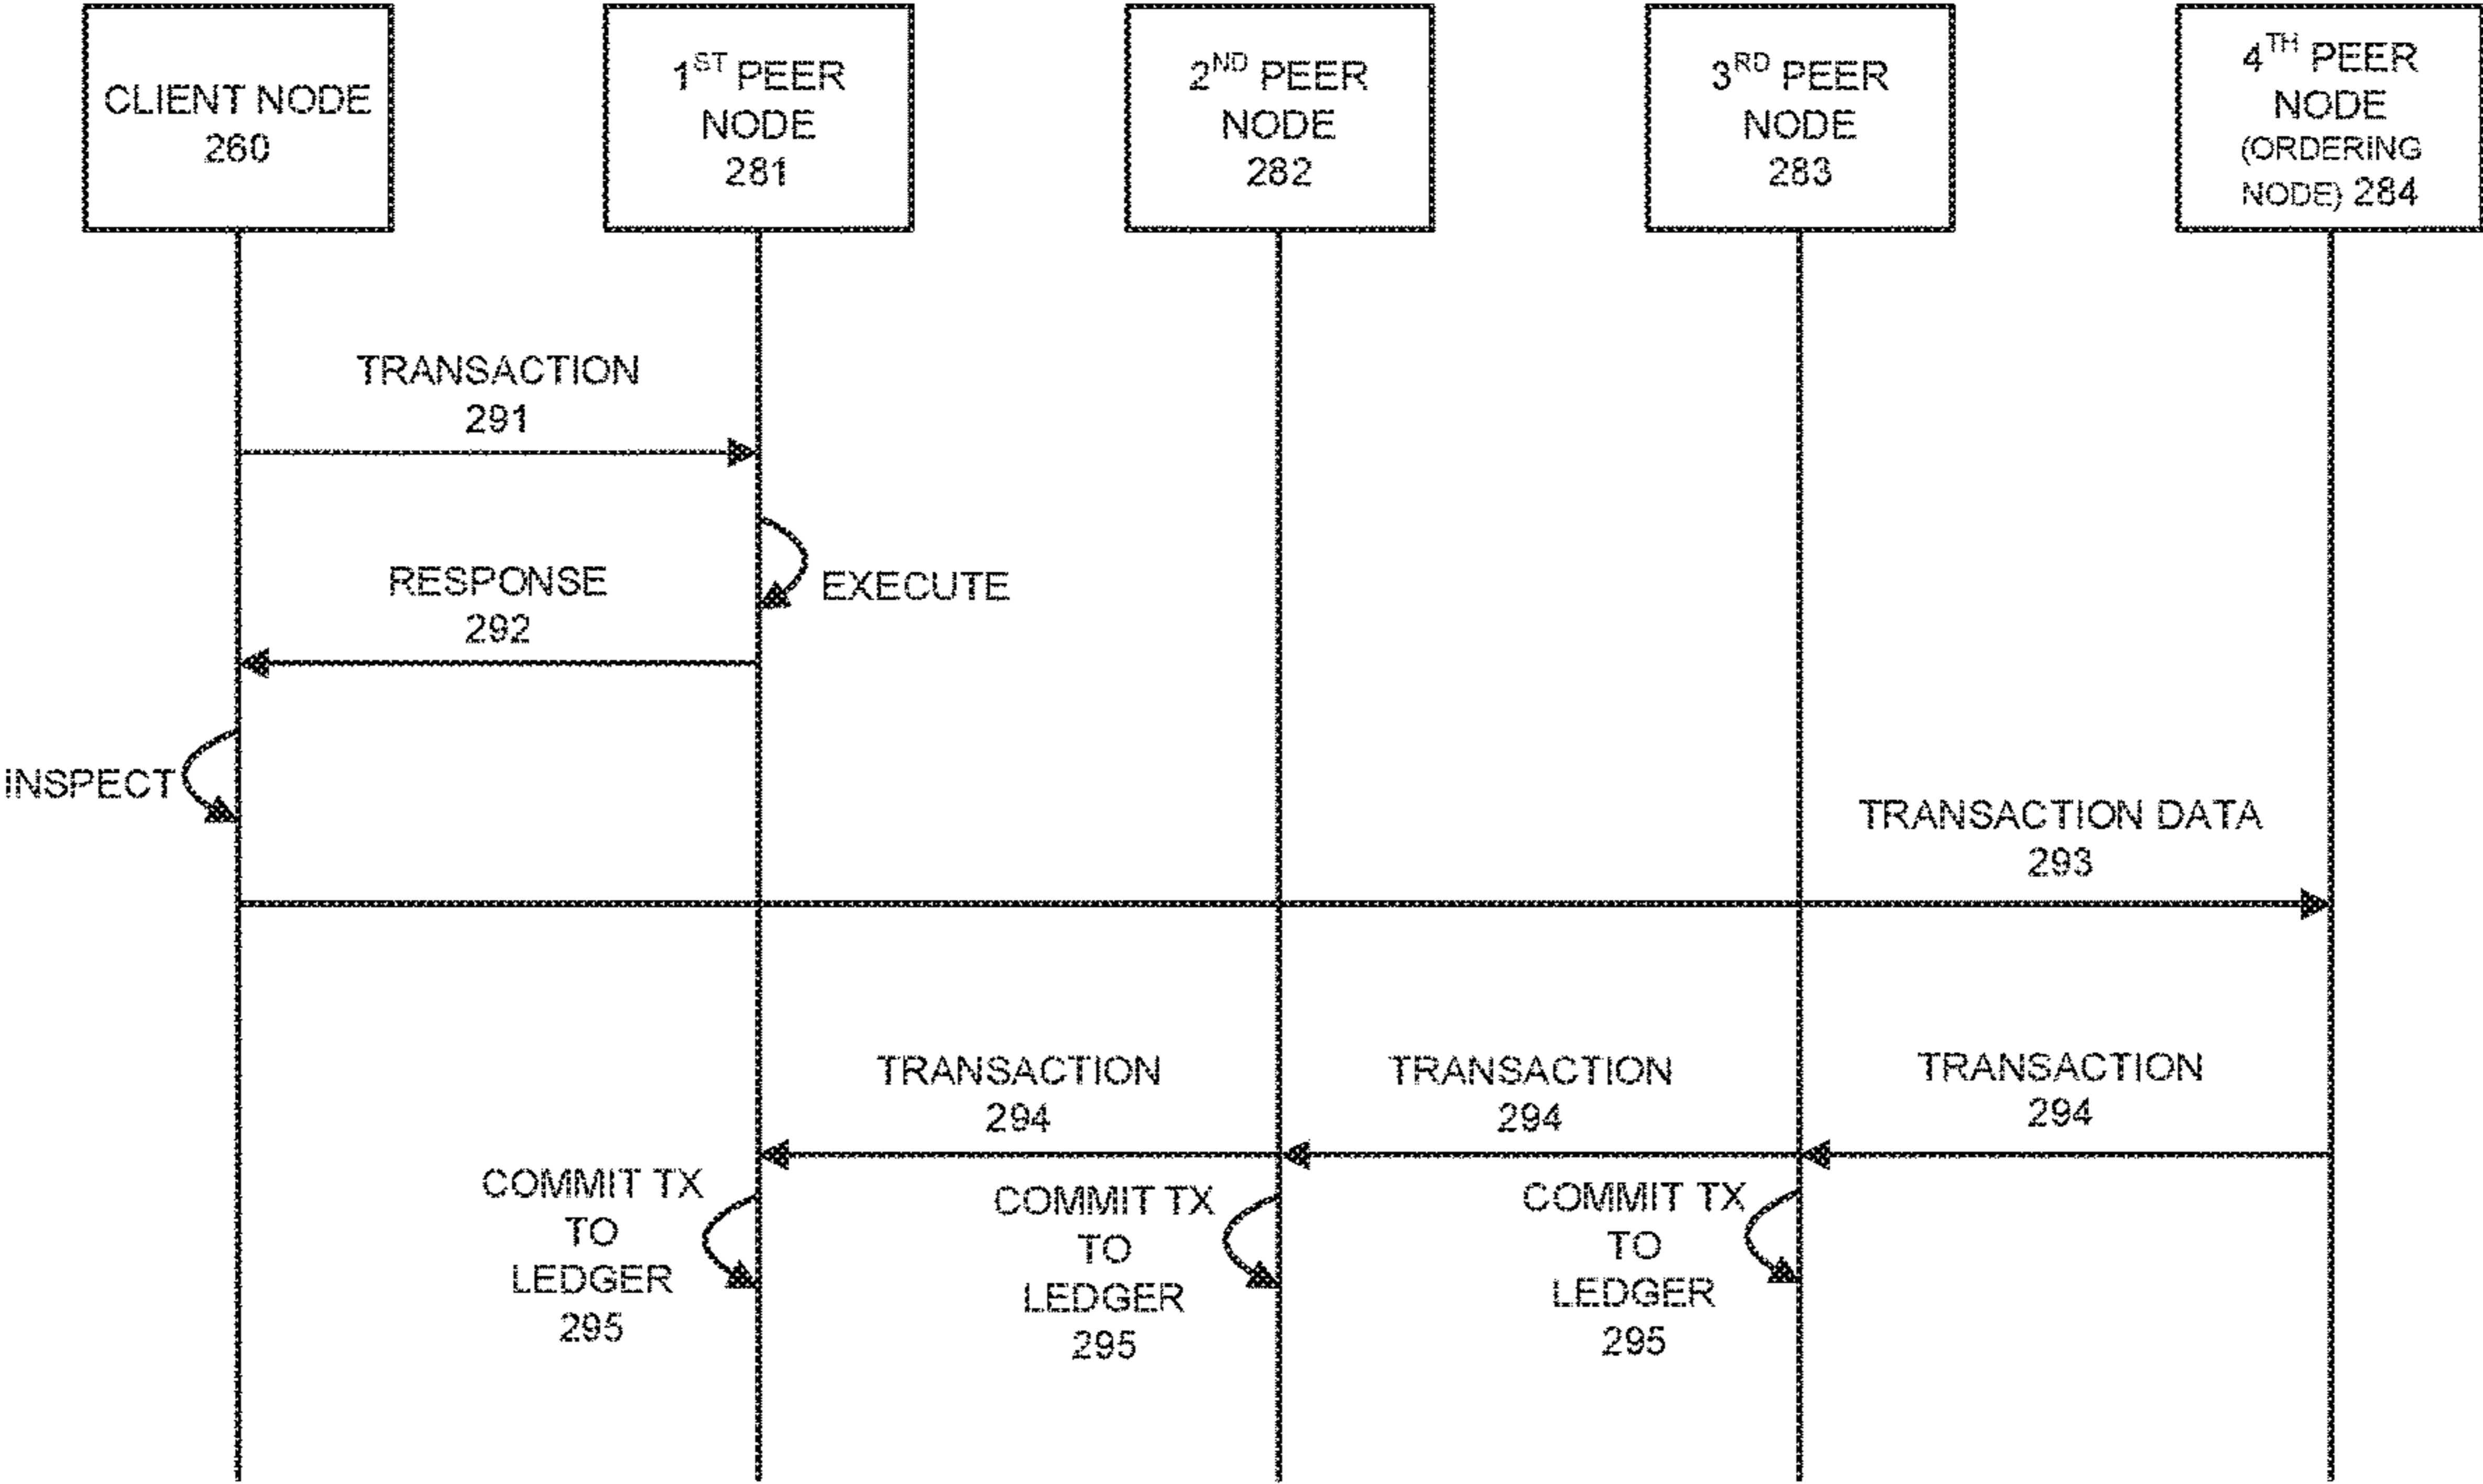 CLIENT NODE
260
1ST PEER
NODE
281
2ND PEER
NODE
282
3RD PEER
NODE
283
4TH PEER
NODE
(ORDERING
NODE) 284
TRANSACTION
291
EXECUTE
RESPONSE
292
INSPECT
TRANSACTION DATA
293
TRANSACTION
294
TRANSACTION
294
TRANSACTION
294
COMMIT TX
TO
LEDGER
295
COMMIT TX
TO
LEDGER
295
COMMIT TX
TO
LEDGER
295